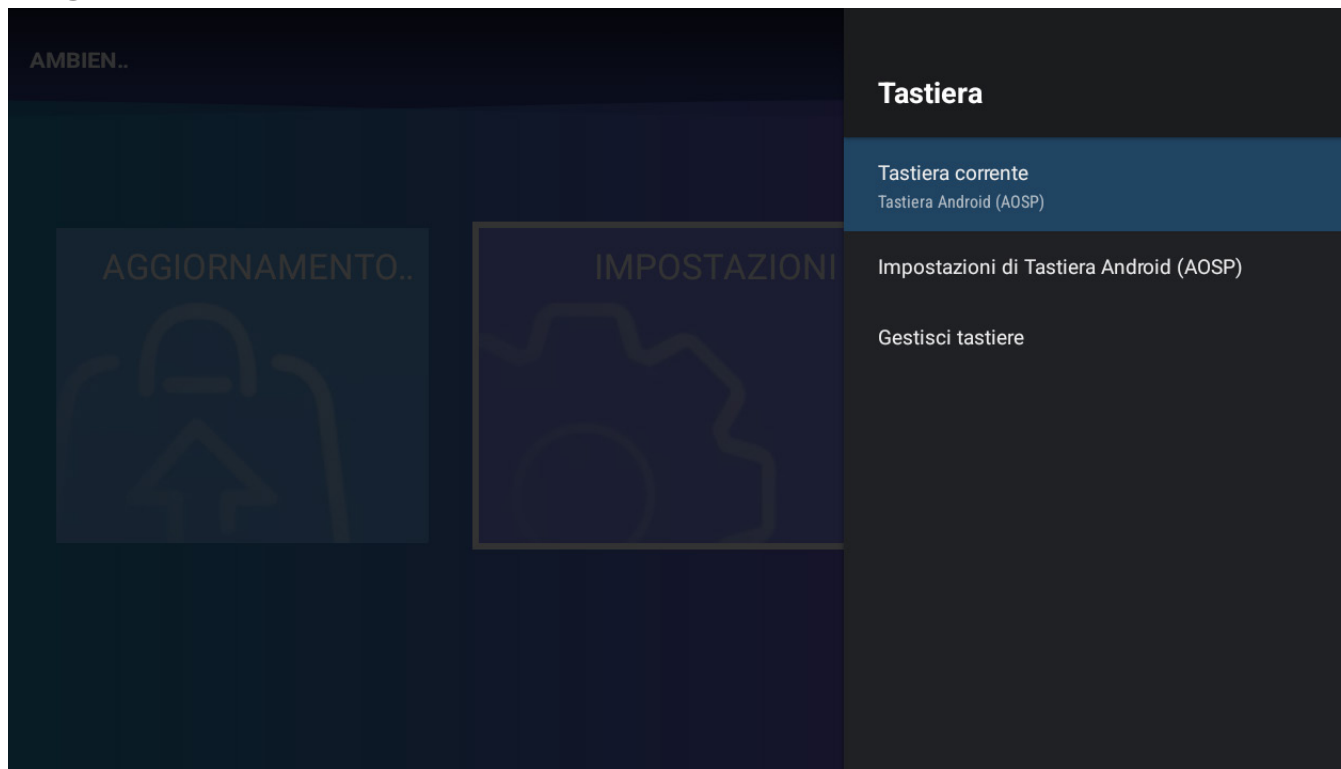 AMBIEN..
AGGIORNAMENTO..
IMPOSTAZIONI
Tastiera
Tastiera corrente
Tastiera Android (AOSP)
Impostazioni di Tastiera Android (AOSP)
Gestisci tastiere